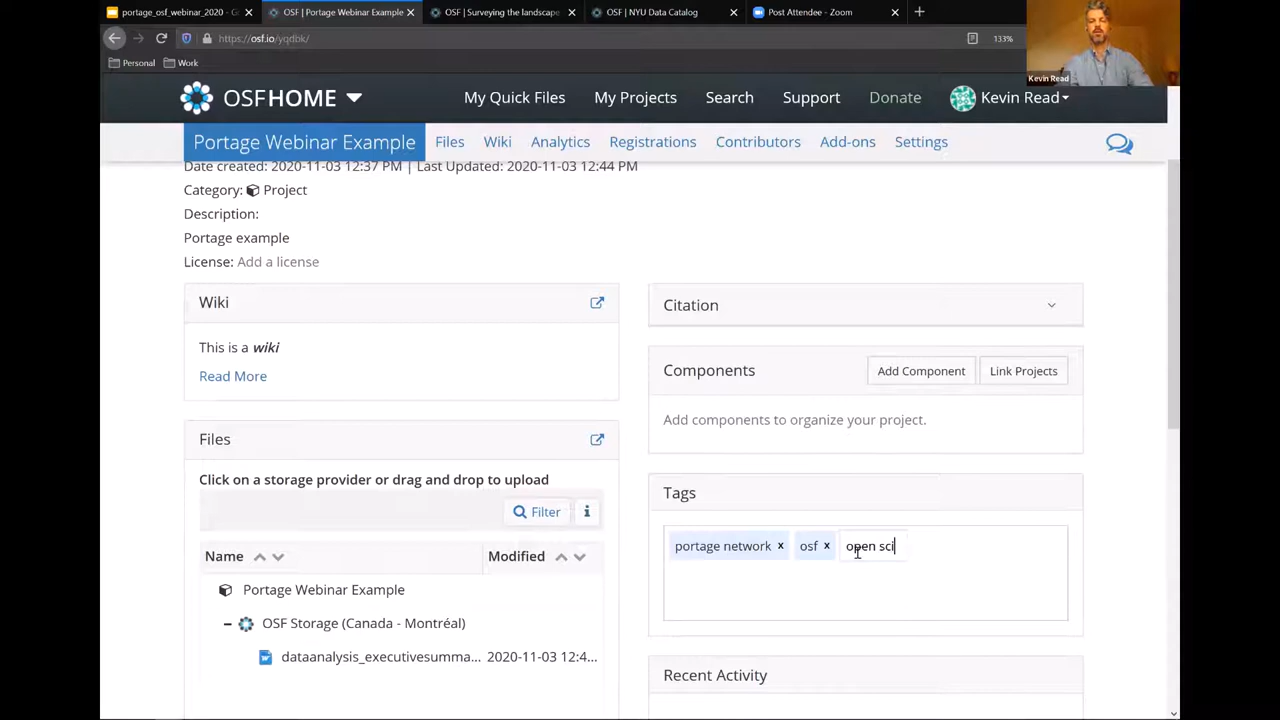 portage_osf_webinar_2020 - G
OSF | Portage Webinar Example
OSF | Surveying the landscape
OSF | NYU Data Catalog
Post Attendee - Zoom
https://osf.io/yqdbk/
133%
Personal
Work
Kevin Read
OSFHOME
My Quick Files
My Projects
Search
Support
Donate
Kevin Read
Portage Webinar Example
Files
Wiki
Analytics
Registrations
Contributors
Add-ons
Settings
Date created: 2020-11-03 12:37 PM | Last Updated: 2020-11-03 12:44 PM
Category: Project
Description:
Portage example
License: Add a license
Wiki
This is a wiki
Read More
Files
Click on a storage provider or drag and drop to upload
Filter
i
Name
Modified
Portage Webinar Example
OSF Storage (Canada - Montréal)
dataanalysis_executivesumma... 2020-11-03 12:4...
Citation
Components
Add Component
Link Projects
Add components to organize your project.
Tags
portage network x
osf x
open sci
Recent Activity